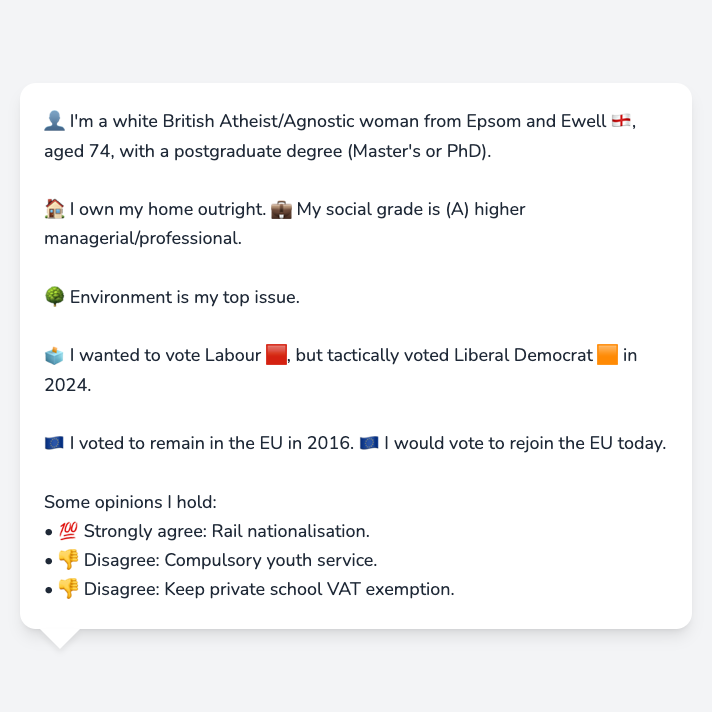 👤 I'm a white British Atheist/Agnostic woman from Epsom and Ewell 🏴󠁧󠁢󠁥󠁮󠁧󠁿,
aged 74, with a postgraduate degree (Master's or PhD).
🏠 I own my home outright. 💼 My social grade is (A) higher
managerial/professional.
🌳 Environment is my top issue.
🗳️ I wanted to vote Labour 🟥, but tactically voted Liberal Democrat 🟧 in
2024.
🇪🇺 I voted to remain in the EU in 2016. 🇪🇺 I would vote to rejoin the EU today.
Some opinions I hold:
• 💯 Strongly agree: Rail nationalisation.
• 👎 Disagree: Compulsory youth service.
• 👎 Disagree: Keep private school VAT exemption.